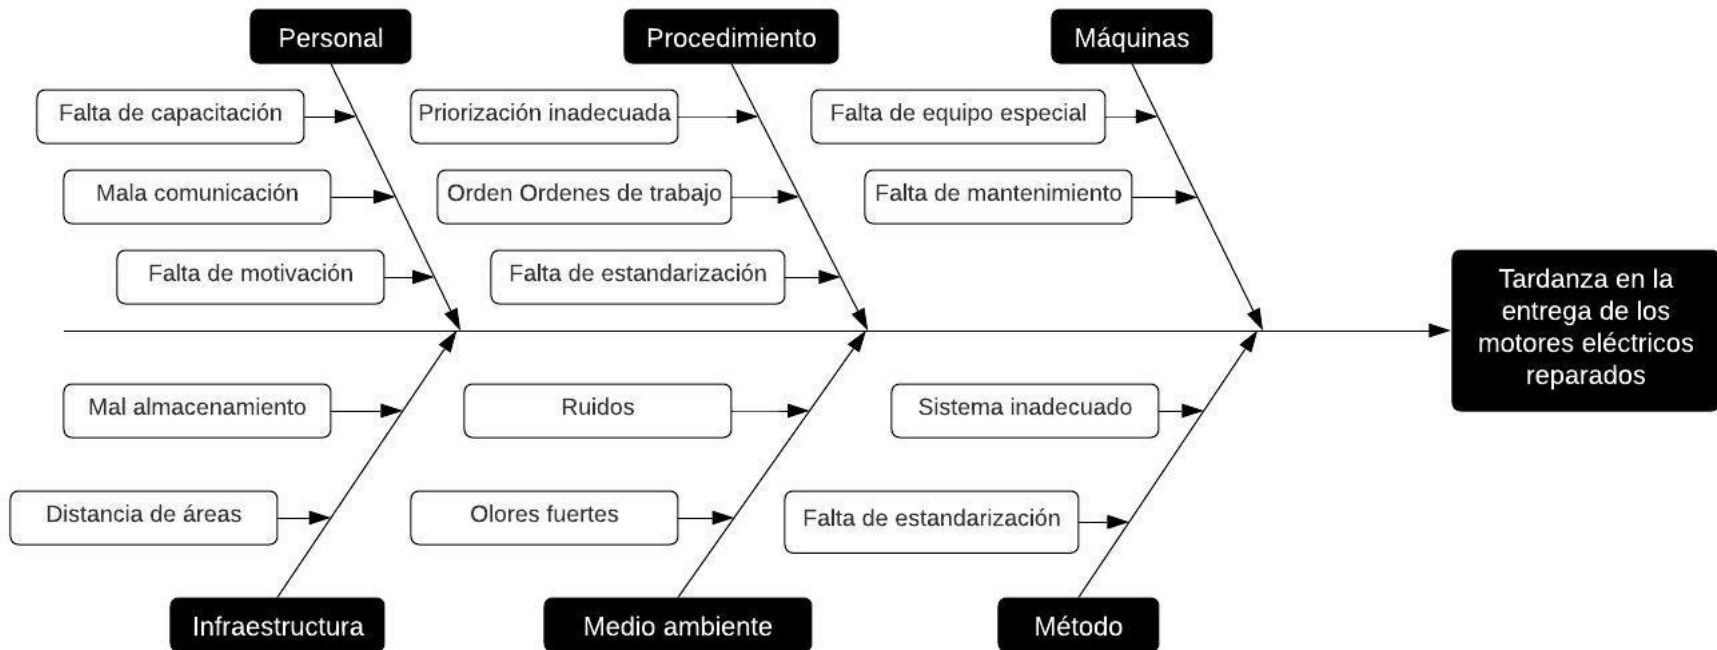 Personal
Procedimiento
Máquinas
Falta de capacitación
Priorización inadecuada
Falta de equipo especial
Mala comunicación
Orden Ordenes de trabajo
Falta de mantenimiento
Falta de motivación
Falta de estandarización
Tardanza en la
entrega de los
motores eléctricos
reparados
Mal almacenamiento
Ruidos
Sistema inadecuado
Distancia de áreas
Olores fuertes
Falta de estandarización
Infraestructura
Medio ambiente
Método